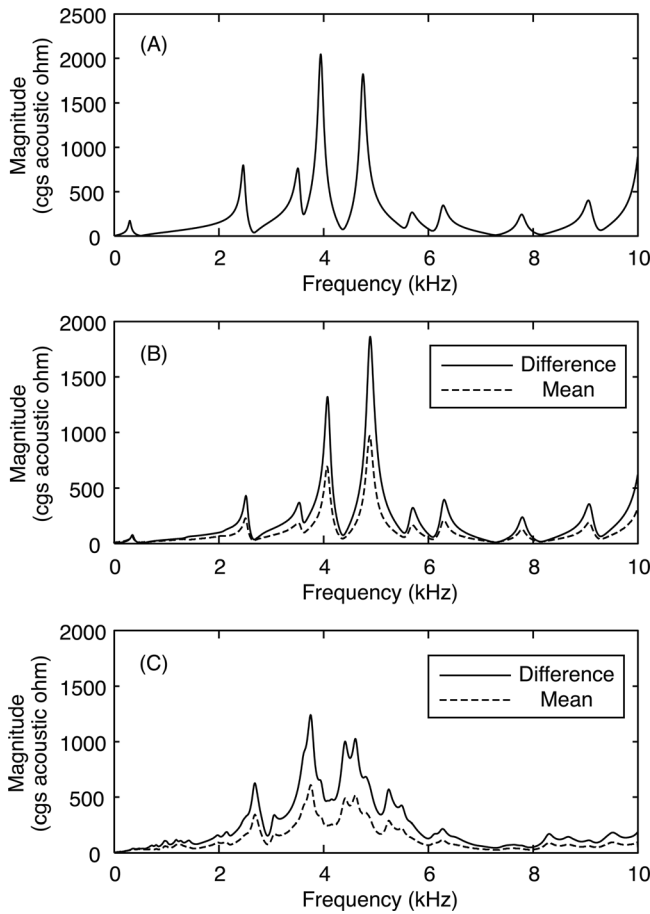 (A)
Magnitude
(cgs acoustic ohm)
2500
2000
1500
1000
500
0
0 2 4 6 8 10
Frequency (kHz)
(B)
Magnitude
(cgs acoustic ohm)
2000
1500
1000
500
0
Difference
Mean
0 2 4 6 8 10
Frequency (kHz)
(C)
Magnitude
(cgs acoustic ohm)
2000
1500
1000
500
0
Difference
Mean
0 2 4 6 8 10
Frequency (kHz)